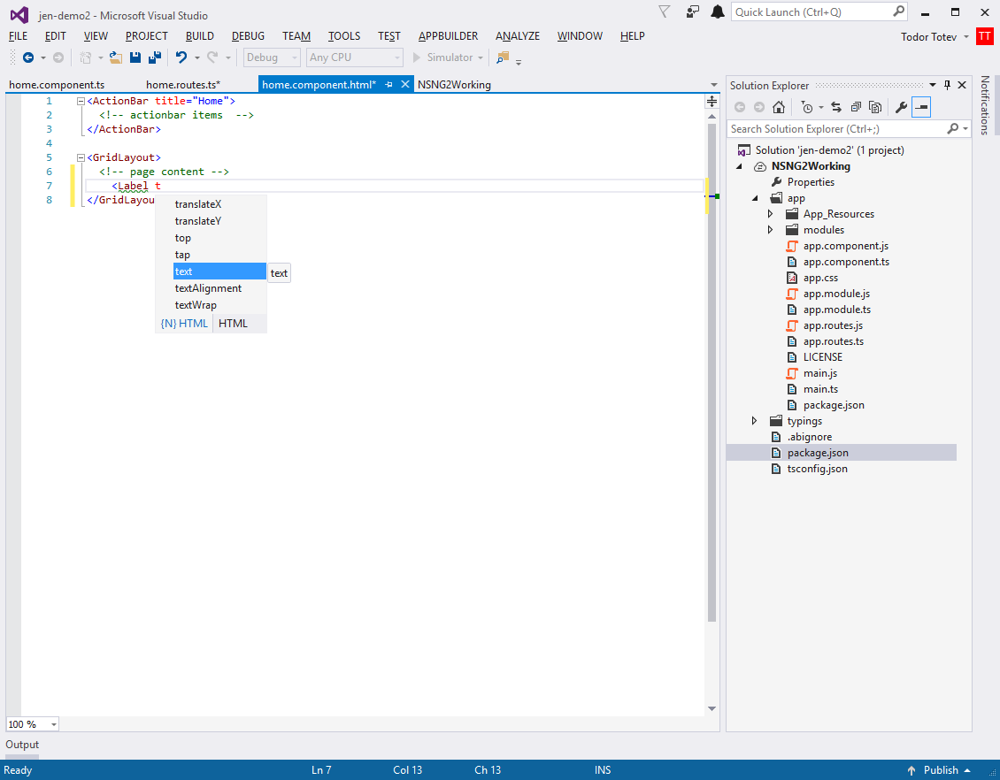 jen-demo2 - Microsoft Visual Studio
Quick Launch (Ctrl+Q)
FILE EDIT VIEW PROJECT BUILD DEBUG TEAM TOOLS TEST APPBUILDER ANALYZE WINDOW HELP
Todor Totev TT
Debug Any CPU Simulator
home.component.ts home.routes.ts* home.component.html* NSNG2Working
1 <ActionBar title="Home">
2 <!-- actionbar items -->
3 </ActionBar>
4
5 <GridLayout>
6 <!-- page content -->
7 <Label t
8 </GridLayou
translateX
translateY
top
tap
text text
textAlignment
textWrap
{N} HTML HTML
100 %
Solution Explorer
Search Solution Explorer (Ctrl+;)
Solution 'jen-demo2' (1 project)
NSNG2Working
Properties
app
App_Resources
modules
app.component.js
app.component.ts
app.css
app.module.js
app.module.ts
app.routes.js
app.routes.ts
LICENSE
main.js
main.ts
package.json
typings
.abignore
package.json
tsconfig.json
Notifications
Output
Ready Ln 7 Col 13 Ch 13 INS Publish